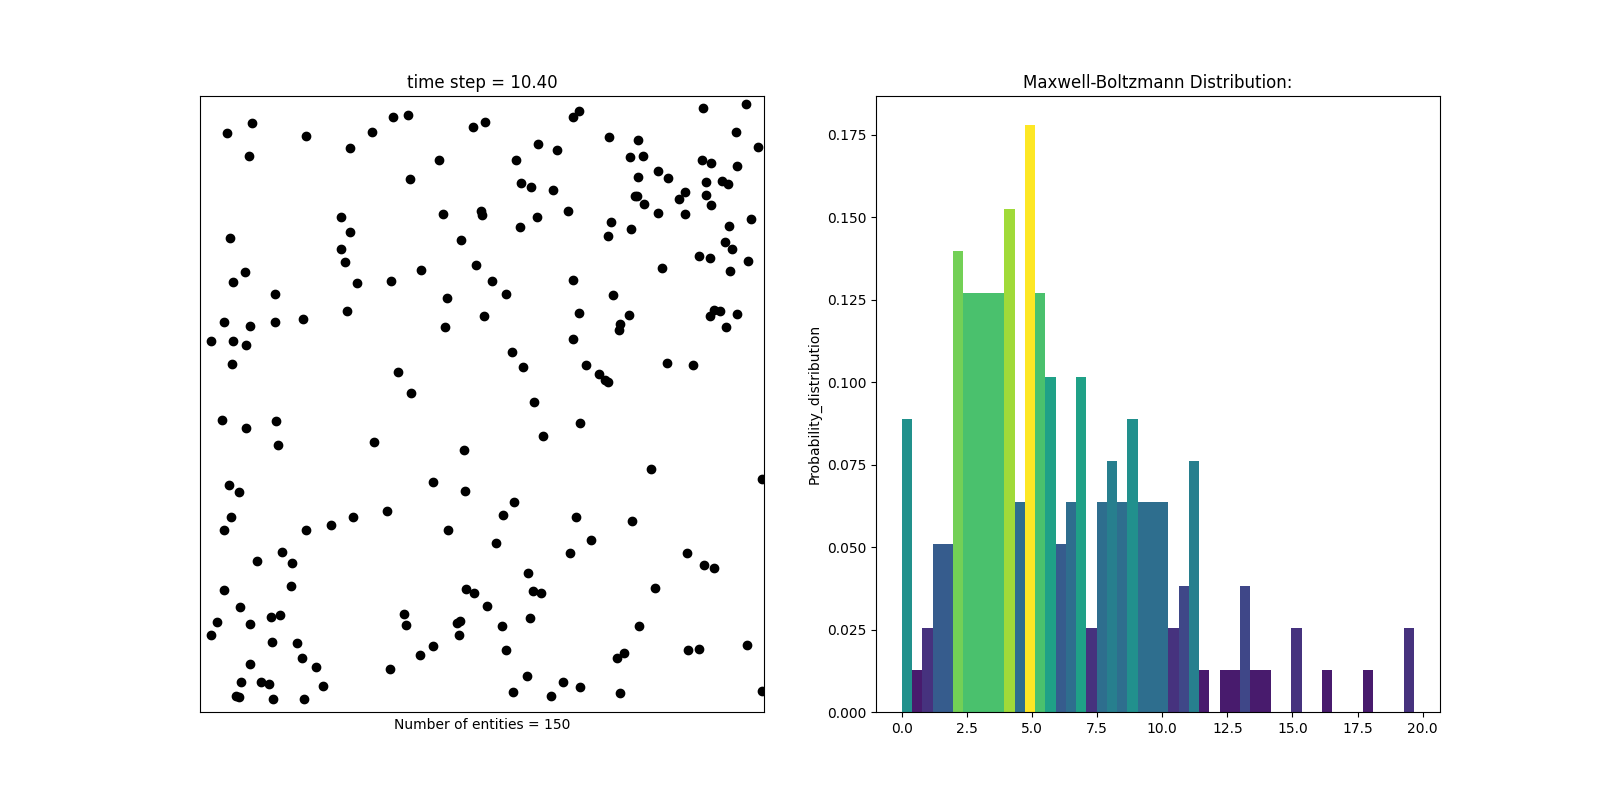 time step = 10.40
Number of entities = 150
Maxwell-Boltzmann Distribution:
Probability_distribution
0.175
0.150
0.125
0.100
0.075
0.050
0.025
0.000
0.0 2.5 5.0 7.5 10.0 12.5 15.0 17.5 20.0